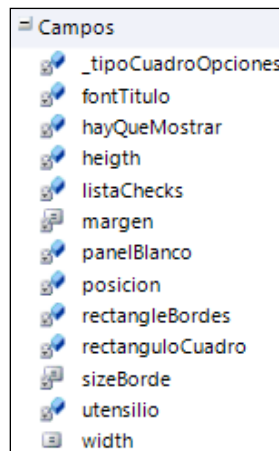 Campos
_tipoCuadroOpciones
fontTitulo
hayQueMostrar
heigth
listaChecks
margen
panelBlanco
posicion
rectangleBordes
rectanguloCuadro
sizeBorde
utensilio
width